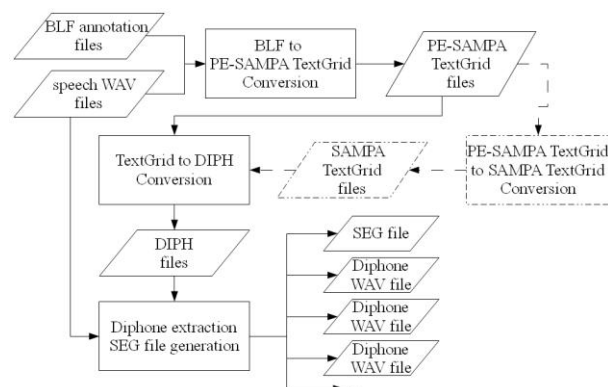 BLF annotation
files
BLF to
PE-SAMPA TextGrid
Conversion
PE-SAMPA
TextGrid
files
speech WAV
files
TextGrid to DIPH
Conversion
SAMPA
TextGrid
files
PE-SAMPA TextGrid
to SAMPA TextGrid
Conversion
DIPH
files
SEG file
Diphone
WAV file
Diphone
WAV file
Diphone extraction
SEG file generation
Diphone
WAV file